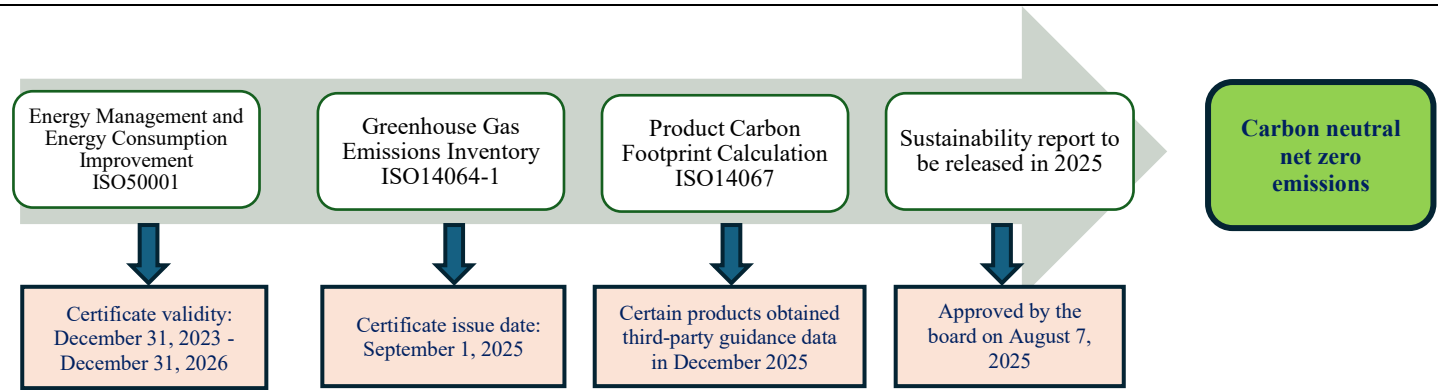 Energy Management and
Energy Consumption
Improvement
ISO50001
Greenhouse Gas
Emissions Inventory
ISO14064-1
Product Carbon
Footprint Calculation
ISO14067
Sustainability report to
be released in 2025
Carbon neutral
net zero
emissions
Certificate validity:
December 31, 2023 -
December 31, 2026
Certificate issue date:
September 1, 2025
Certain products obtained
third-party guidance data
in December 2025
Approved by the
board on August 7,
2025